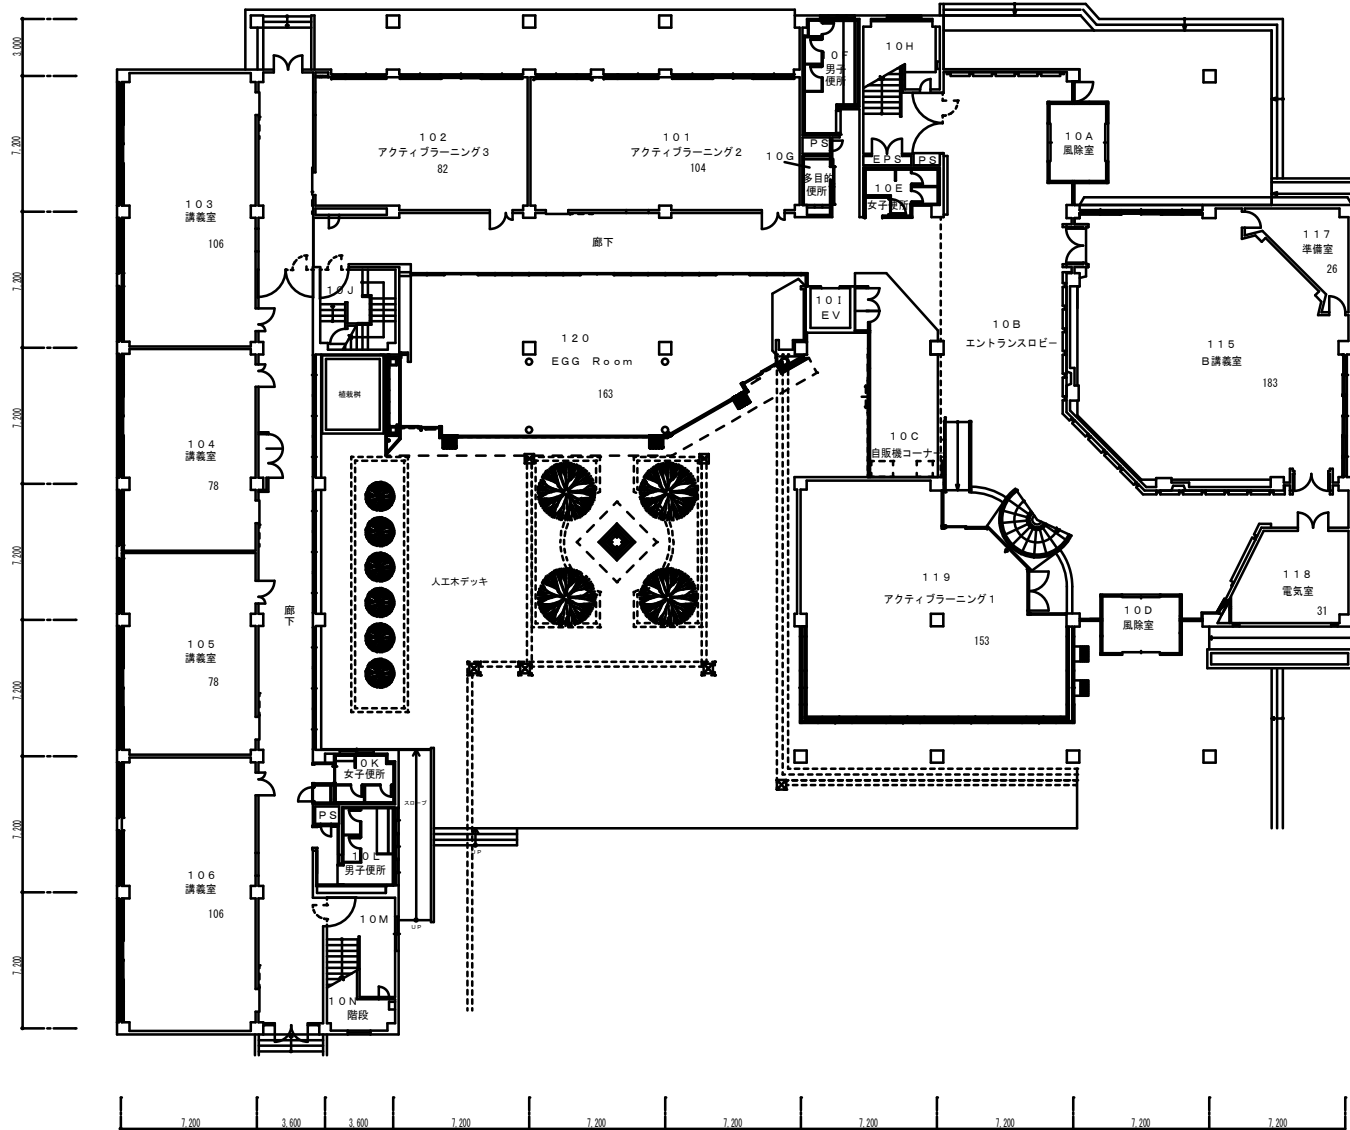 3,000
7,200
7,200
7,200
7,200
7,200
7,200
7,200
103
講義室
106
102
アクティブラーニング3
82
101
アクティブラーニング2
104
10G
10F
男子
便所
PS
多目的
便所
10H
EPS
PS
10E
女子便所
10A
風除室
廊下
10J
植栽桝
120
EGG Room
163
10I
EV
10B
エントランスロビー
117
準備室
26
115
B講義室
183
104
講義室
78
10C
自販機コーナー
人工木デッキ
廊下
105
講義室
78
119
アクティブラーニング1
153
118
電気室
31
10D
風除室
10K
女子便所
PS
10L
男子便所
スロープ
UP
UP
106
講義室
106
10M
10N
階段
7,200
3,600
3,600
7,200
7,200
7,200
7,200
7,200
7,200
7,200